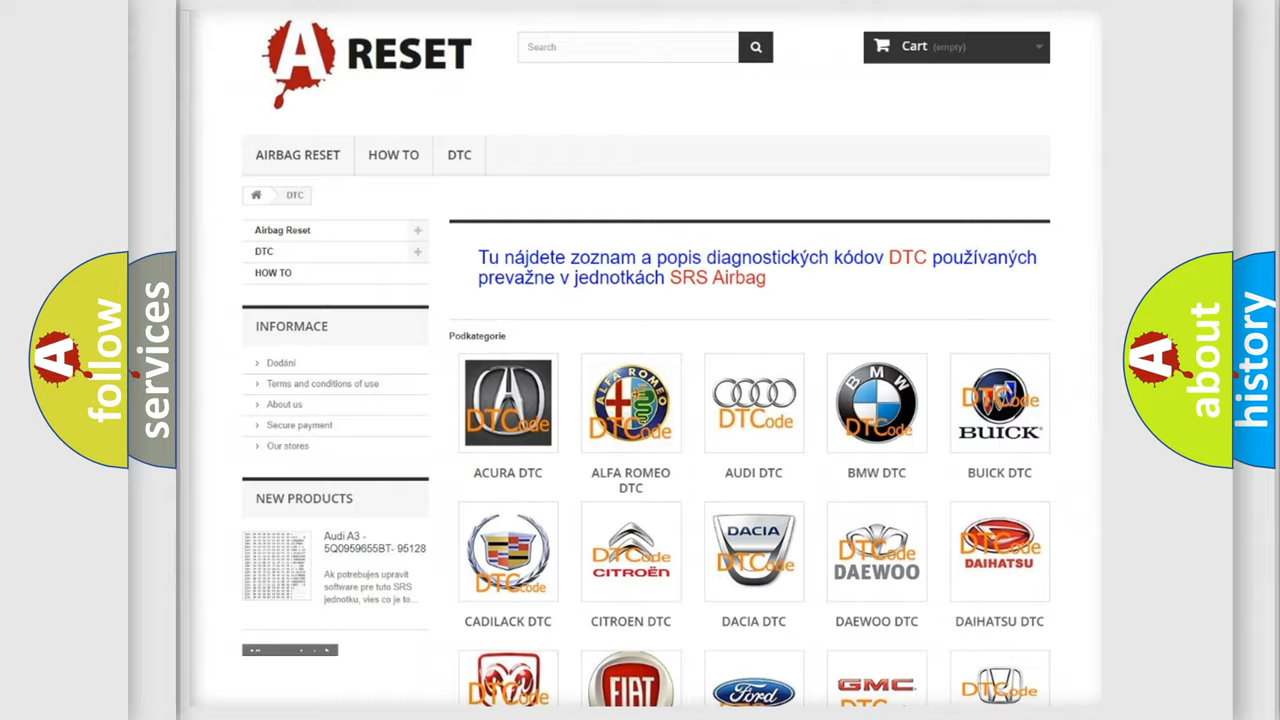 A RESET
Search
Cart (empty)
AIRBAG RESET
HOW TO
DTC
DTC
Airbag Reset
DTC
HOW TO
INFORMACE
Dodání
Terms and conditions of use
About us
Secure payment
Our stores
NEW PRODUCTS
Audi A3 -
5Q0959655BT- 95128
Ak potrebujes upravit
software pre tuto SRS
jednotku, vies co je to...
Tu nájdete zoznam a popis diagnostických kódov DTC používaných
prevažne v jednotkách SRS Airbag
Podkategorie
DTCode
ALFA ROMEO
DTCode
DTCode
BMW
DTCode
DTCode
BUICK
ACURA DTC
ALFA ROMEO
DTC
AUDI DTC
BMW DTC
BUICK DTC
DTCode
DTCode
CITROËN
DACIA
DTCode
DTCode
DAEWOO
DTCode
DAIHATSU
CADILACK DTC
CITROEN DTC
DACIA DTC
DAEWOO DTC
DAIHATSU DTC
DTCode
FIAT
Ford
GMC
DTCode
A follow
services
A about
history